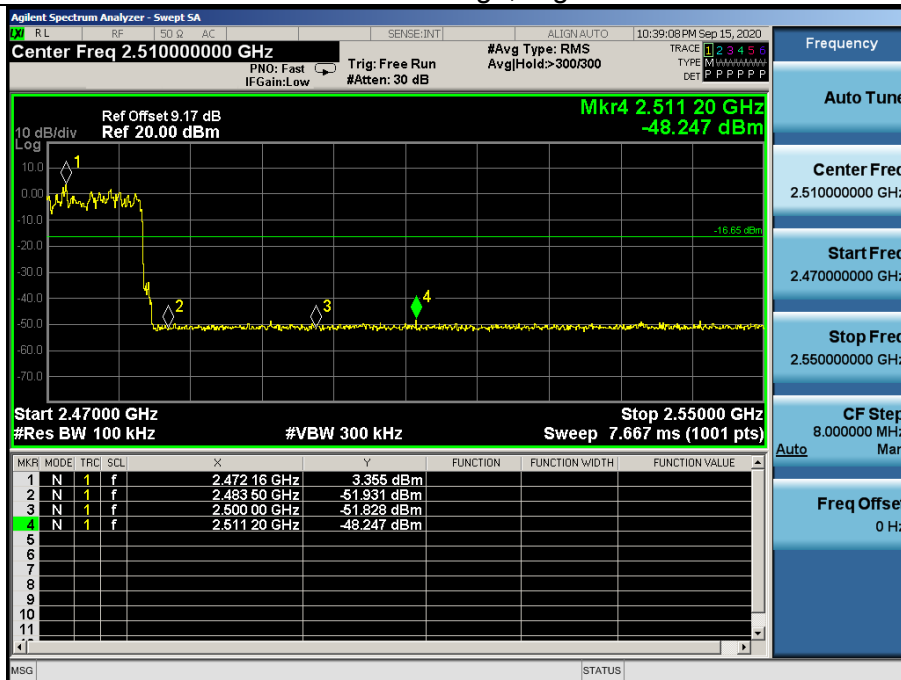 Agilent Spectrum Analyzer - Swept SA
LXI RL RF 50 Ω AC SENSE:INT ALIGN AUTO 10:39:08 PM Sep 15, 2020
Center Freq 2.510000000 GHz
#Avg Type: RMS
TRACE 1 2 3 4 5 6
PNO: Fast
Trig: Free Run
Avg|Hold:>300/300
TYPE MWWWWW
IFGain:Low
#Atten: 30 dB
DET P P P P P P
Mkr4 2.511 20 GHz
-48.247 dBm
Ref Offset 9.17 dB
10 dB/div Ref 20.00 dBm
Log
10.0
0.00
-10.0
-20.0
-30.0
-40.0
-50.0
-60.0
-70.0
1
2
3
4
-16.65 dBm
Start 2.47000 GHz Stop 2.55000 GHz
#Res BW 100 kHz #VBW 300 kHz Sweep 7.667 ms (1001 pts)
MKR MODE TRC SCL X Y FUNCTION FUNCTION WIDTH FUNCTION VALUE
1 N 1 f 2.472 16 GHz 3.355 dBm
2 N 1 f 2.483 50 GHz -51.931 dBm
3 N 1 f 2.500 00 GHz -51.828 dBm
4 N 1 f 2.511 20 GHz -48.247 dBm
5
6
7
8
9
10
11
MSG STATUS
Frequency
Auto Tune
Center Freq
2.510000000 GHz
Start Freq
2.470000000 GHz
Stop Freq
2.550000000 GHz
CF Step
8.000000 MHz
Auto Man
Freq Offset
0 Hz